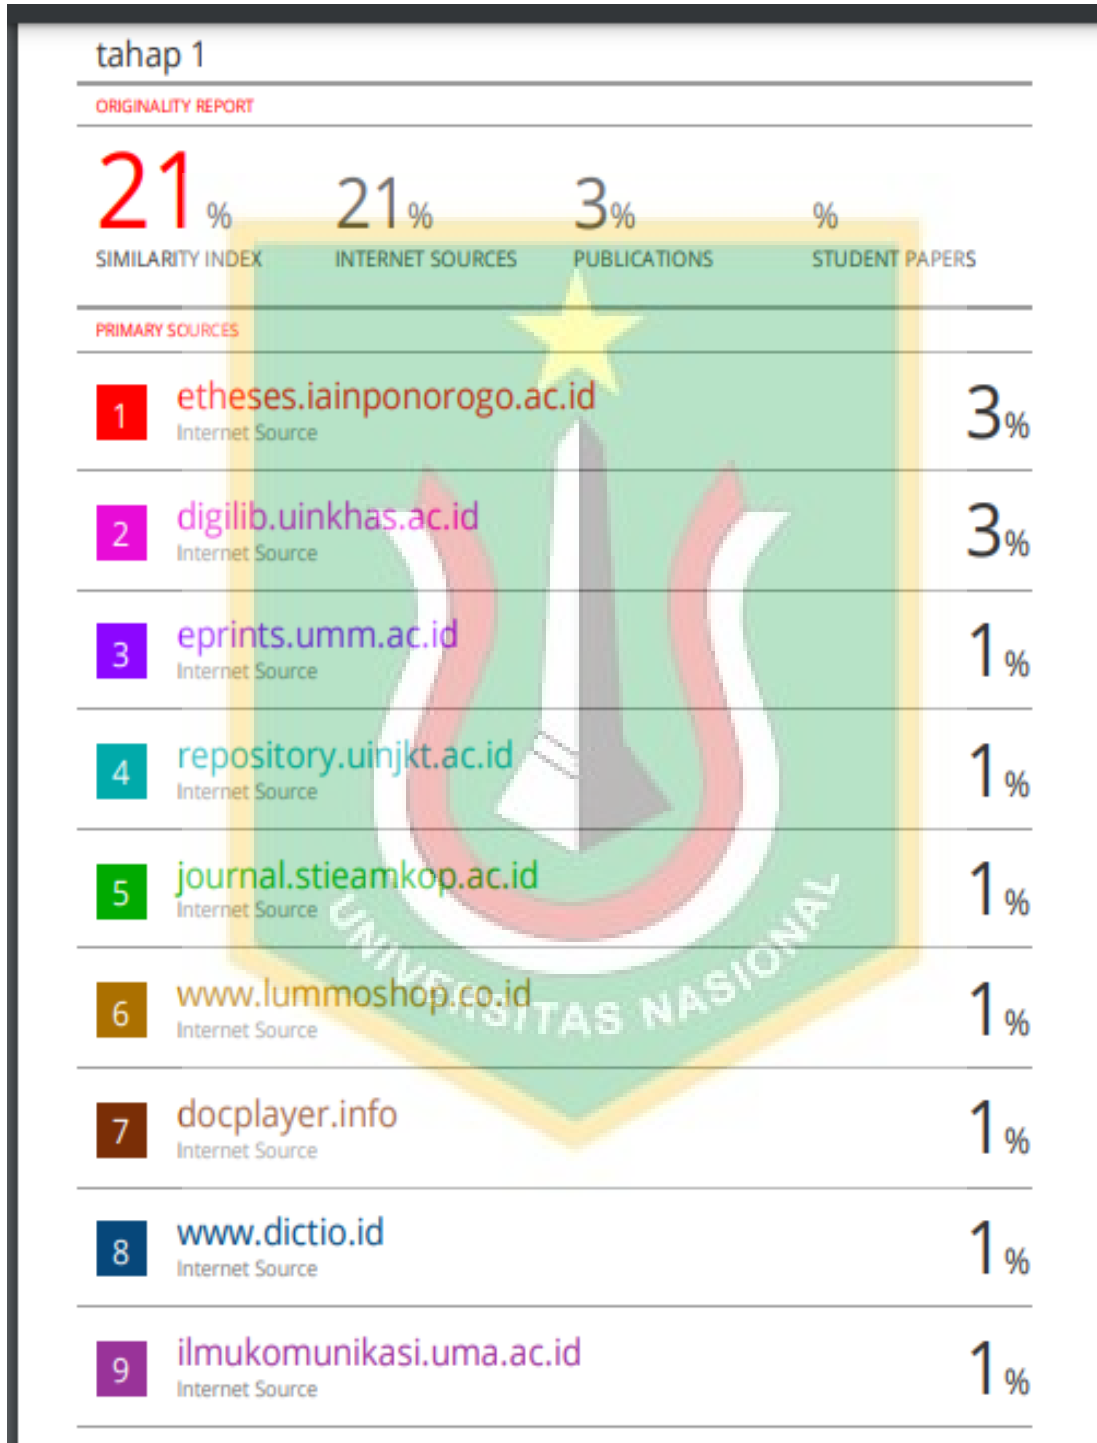 tahap 1
ORIGINALITY REPORT
21% 21% 3% %
SIMILARITY INDEX INTERNET SOURCES PUBLICATIONS STUDENT PAPERS
PRIMARY SOURCES
1 etheses.iainponorogo.ac.id 3%
Internet Source
2 digilib.uinkhas.ac.id 3%
Internet Source
3 eprints.umm.ac.id 1%
Internet Source
4 repository.uinjkt.ac.id 1%
Internet Source
5 journal.stieamkop.ac.id 1%
Internet Source
6 www.lummoshop.co.id 1%
Internet Source
7 docplayer.info 1%
Internet Source
8 www.dictio.id 1%
Internet Source
9 ilmukomunikasi.uma.ac.id 1%
Internet Source
UNIVERSITAS NASIONAL